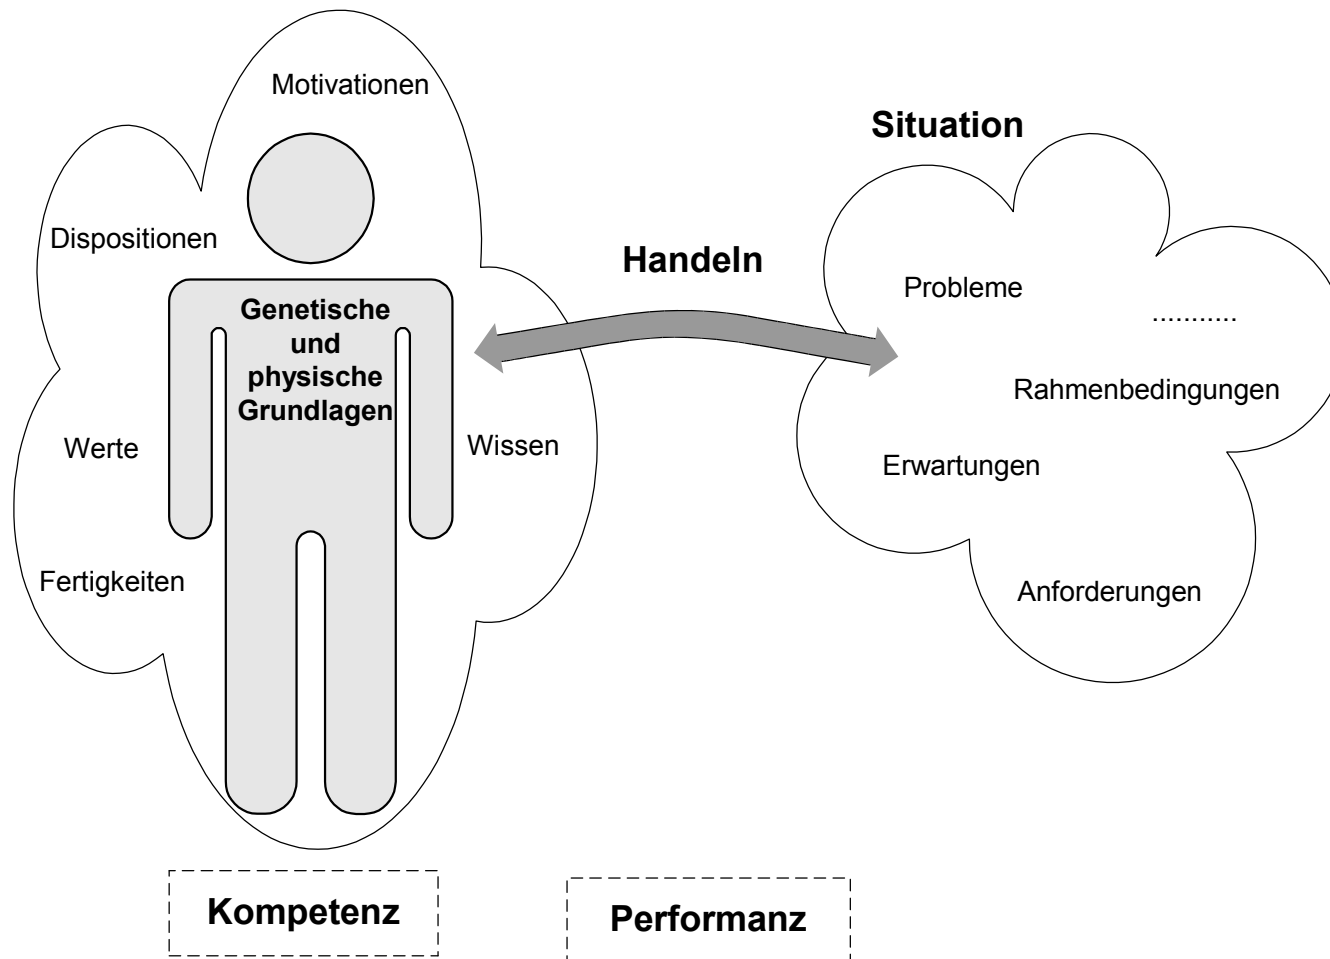 Motivationen
Situation
Dispositionen
Handeln
Probleme
...........
Genetische
und
physische
Grundlagen
Rahmenbedingungen
Werte
Wissen
Erwartungen
Fertigkeiten
Anforderungen
Kompetenz
Performanz